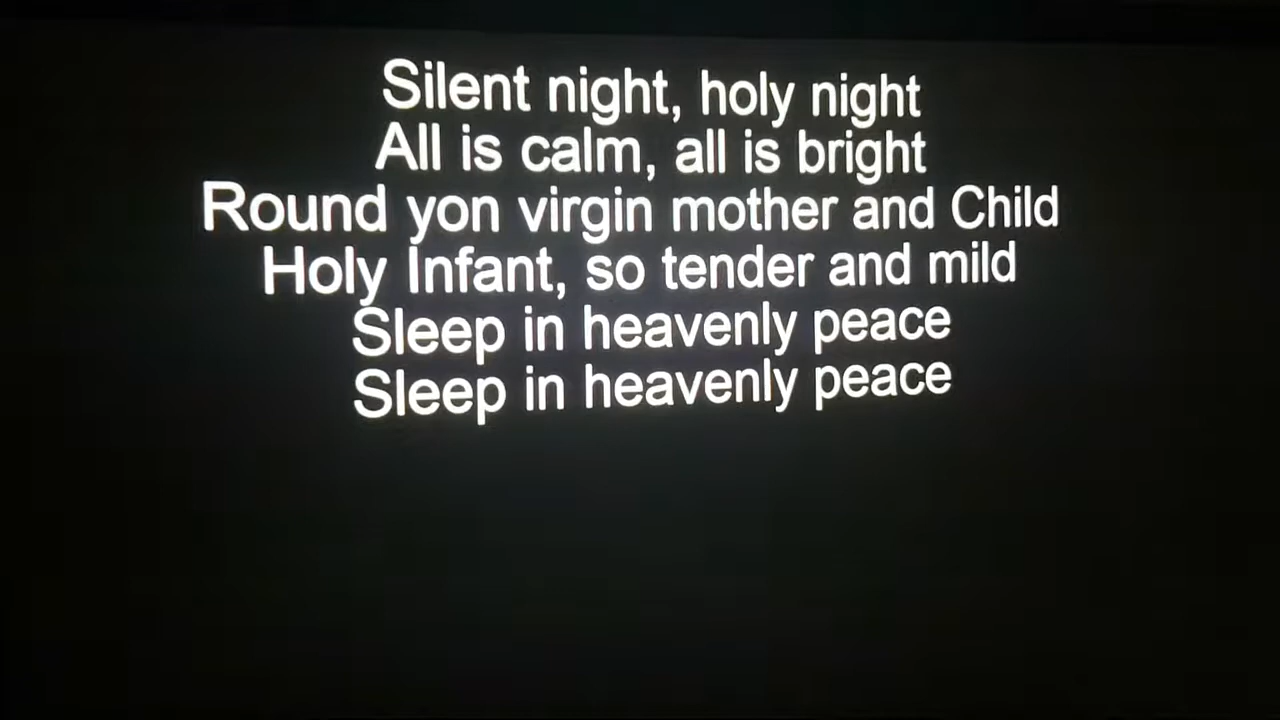 Silent night, holy night
All is calm, all is bright
Round yon virgin mother and Child
Holy Infant, so tender and mild
Sleep in heavenly peace
Sleep in heavenly peace